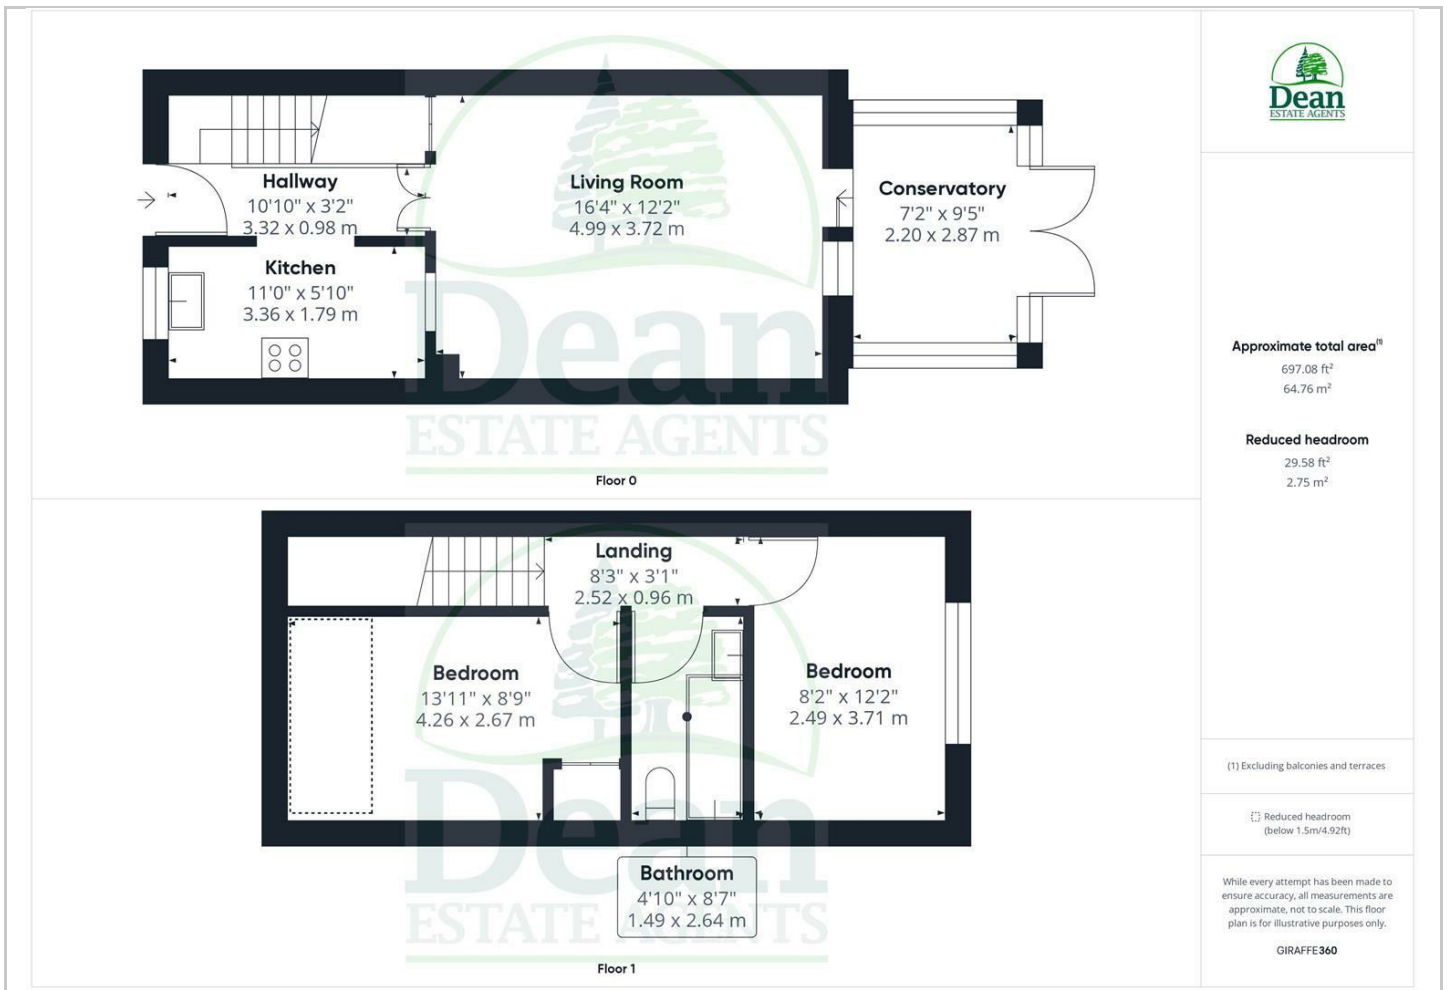 Hallway
10'10" x 3'2"
3.32 x 0.98 m
Kitchen
11'0" x 5'10"
3.36 x 1.79 m
Living Room
16'4" x 12'2"
4.99 x 3.72 m
Conservatory
7'2" x 9'5"
2.20 x 2.87 m
Dean
ESTATE AGENTS
Floor 0
Landing
8'3" x 3'1"
2.52 x 0.96 m
Bedroom
13'11" x 8'9"
4.26 x 2.67 m
Bedroom
8'2" x 12'2"
2.49 x 3.71 m
Bathroom
4'10" x 8'7"
1.49 x 2.64 m
Dean
ESTATE AGENTS
Floor 1
Dean
ESTATE AGENTS
Approximate total area(1)
697.08 ft²
64.76 m²
Reduced headroom
29.58 ft²
2.75 m²
(1) Excluding balconies and terraces
Reduced headroom
(below 1.5m/4.92ft)
While every attempt has been made to
ensure accuracy, all measurements are
approximate, not to scale. This floor
plan is for illustrative purposes only.
GIRAFFE360